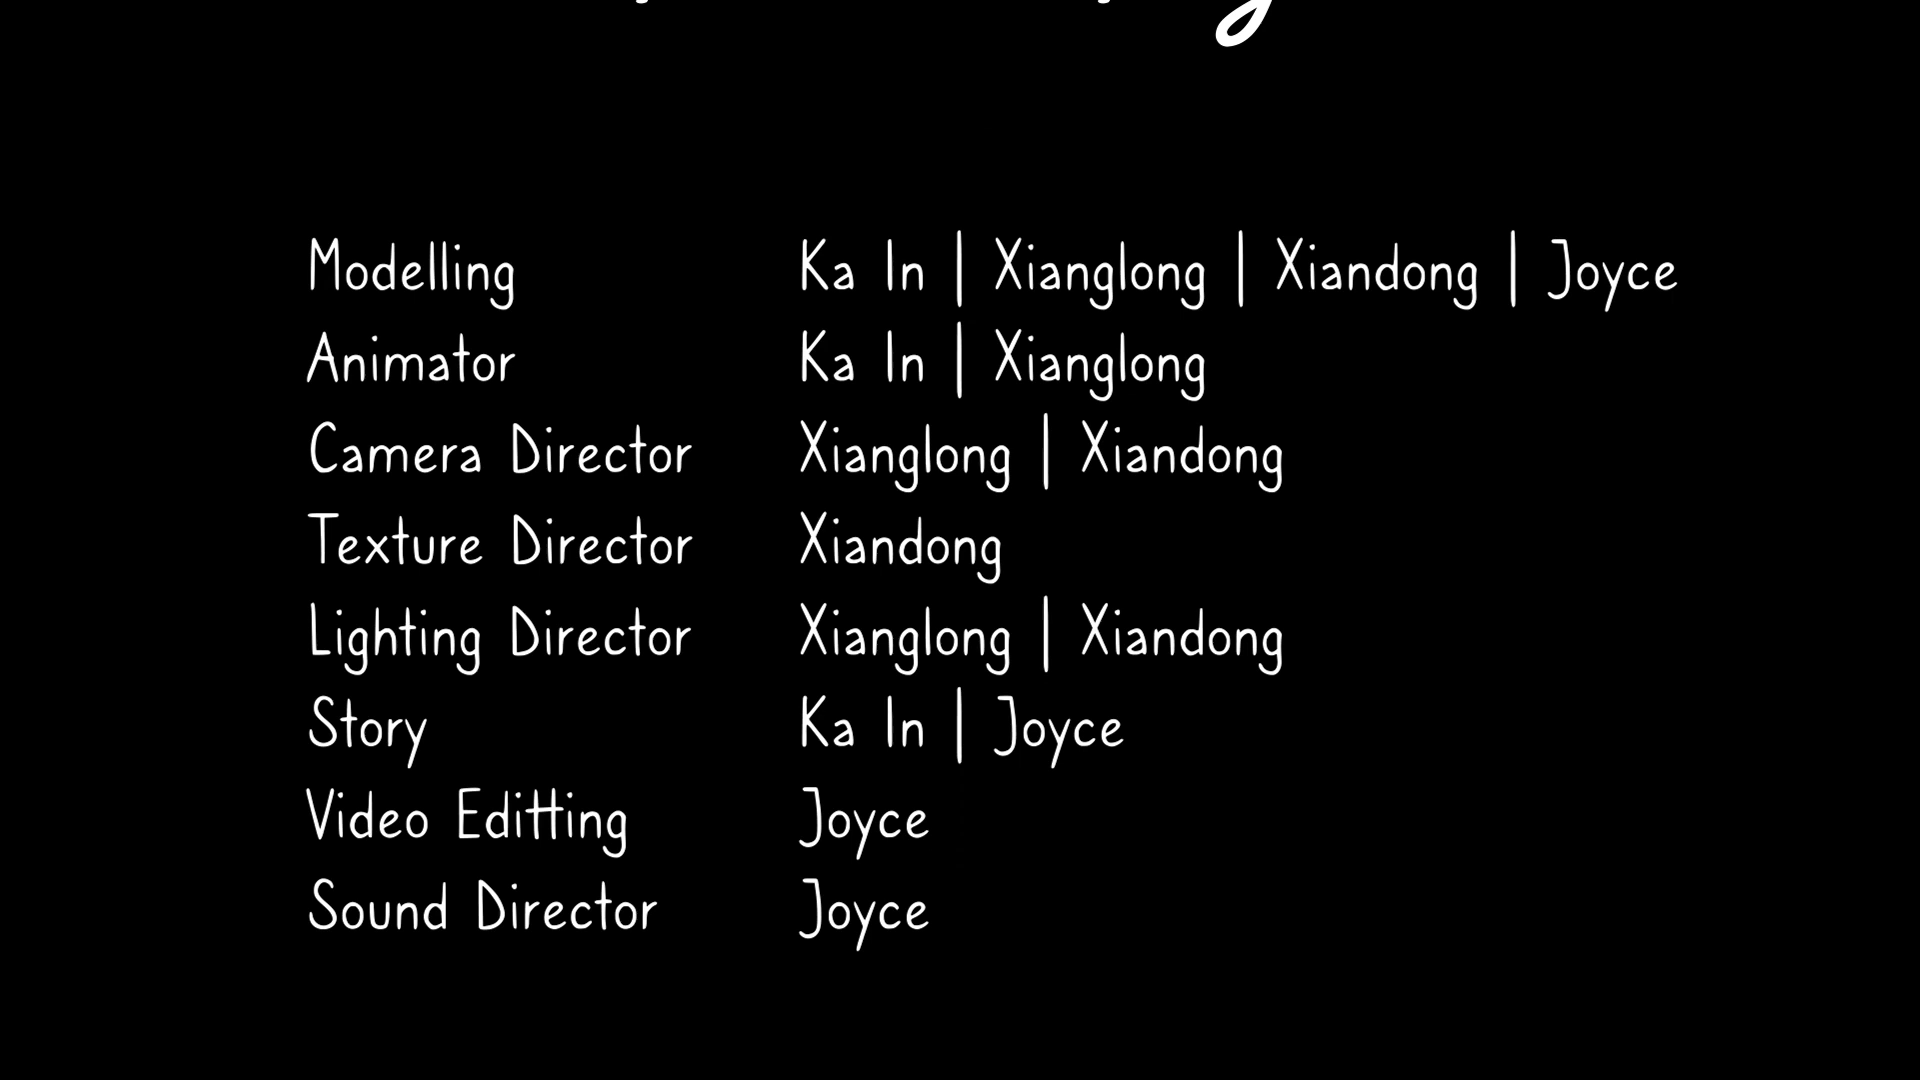 Modelling Ka In | Xianglong | Xiandong | Joyce
Animator Ka In | Xianglong
Camera Director Xianglong | Xiandong
Texture Director Xiandong
Lighting Director Xianglong | Xiandong
Story Ka In | Joyce
Video Editting Joyce
Sound Director Joyce